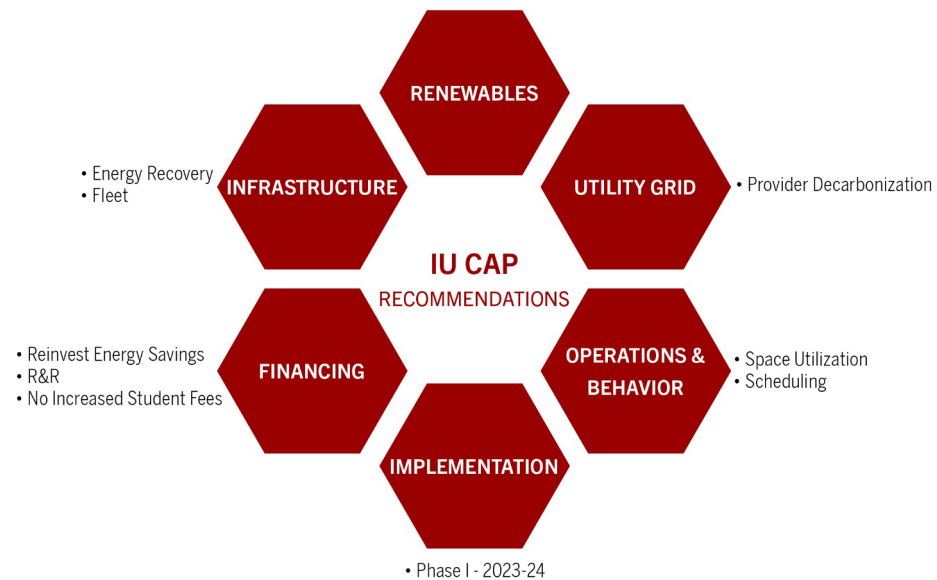 RENEWABLES
• Energy Recovery
• Fleet
INFRASTRUCTURE
UTILITY GRID
• Provider Decarbonization
IU CAP
RECOMMENDATIONS
• Reinvest Energy Savings
• R&R
• No Increased Student Fees
FINANCING
OPERATIONS &
BEHAVIOR
• Space Utilization
• Scheduling
IMPLEMENTATION
• Phase I - 2023-24